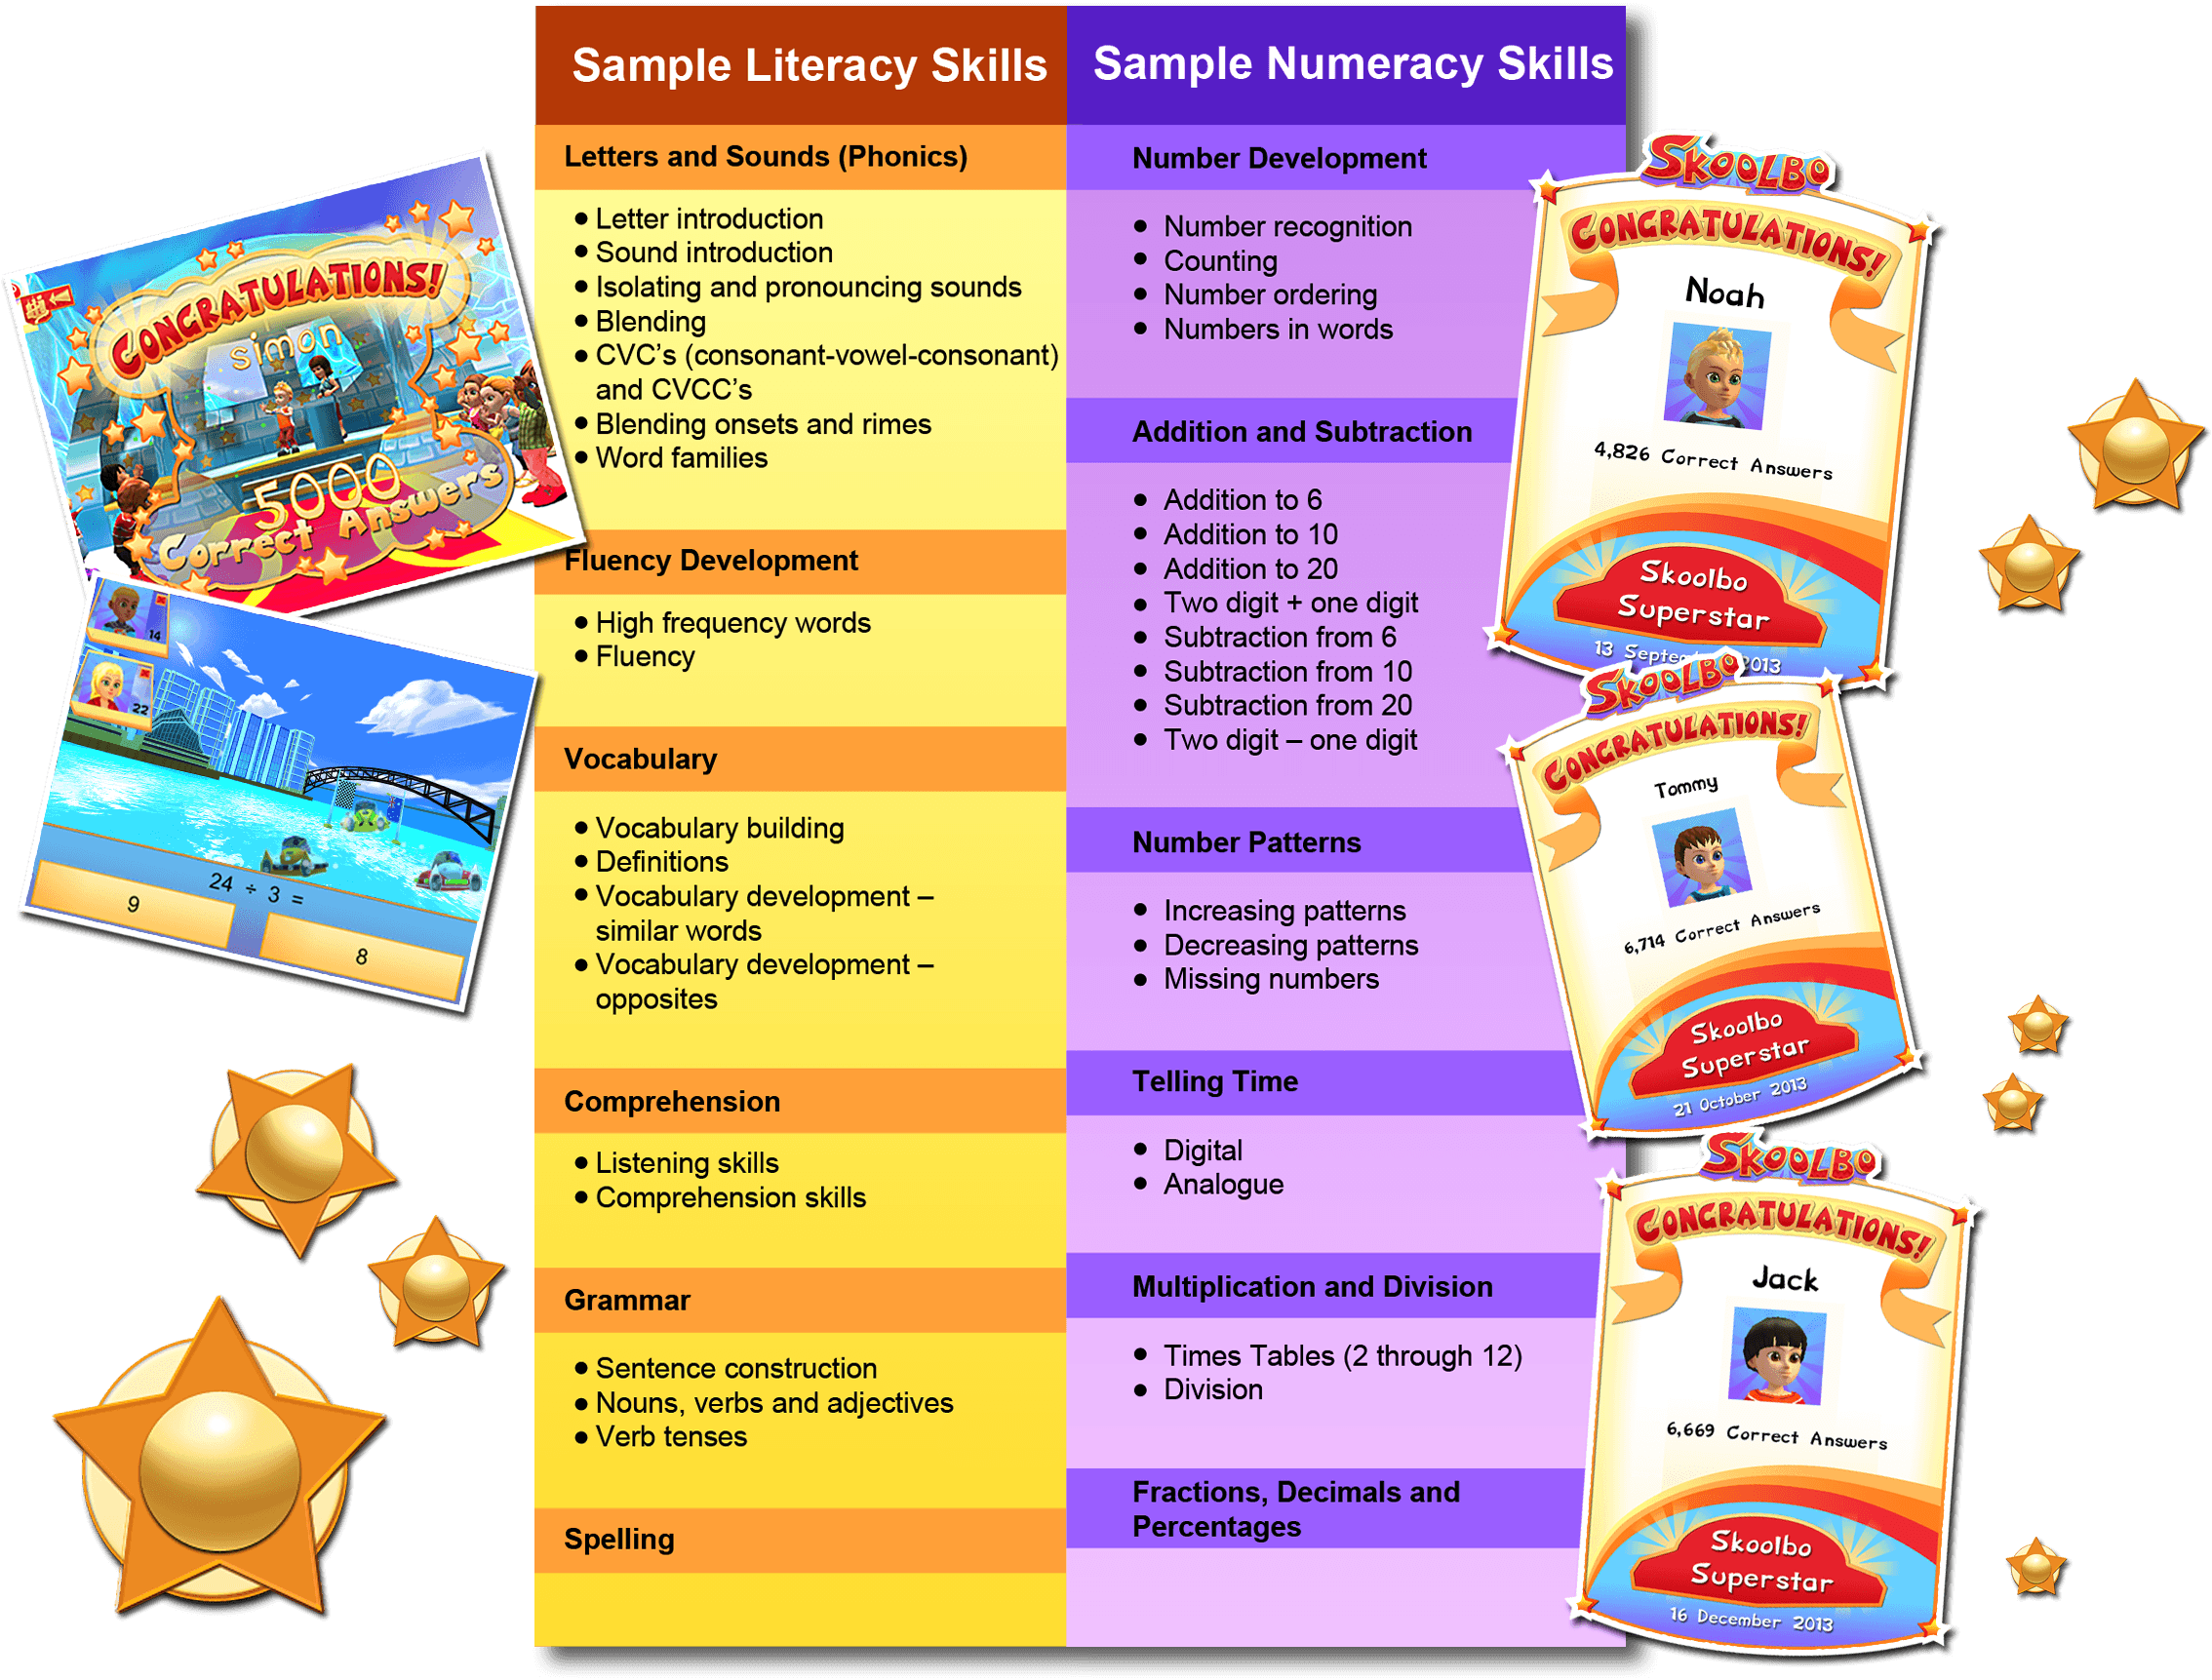 Sample Literacy Skills
Letters and Sounds (Phonics)
● Letter introduction
● Sound introduction
● Isolating and pronouncing sounds
● Blending
● CVC’s (consonant-vowel-consonant)
and CVCC’s
● Blending onsets and rimes
● Word families
Fluency Development
● High frequency words
● Fluency
Vocabulary
● Vocabulary building
● Definitions
● Vocabulary development –
similar words
● Vocabulary development –
opposites
Comprehension
● Listening skills
● Comprehension skills
Grammar
● Sentence construction
● Nouns, verbs and adjectives
● Verb tenses
Spelling
Sample Numeracy Skills
Number Development
● Number recognition
● Counting
● Number ordering
● Numbers in words
Addition and Subtraction
● Addition to 6
● Addition to 10
● Addition to 20
● Two digit + one digit
● Subtraction from 6
● Subtraction from 10
● Subtraction from 20
● Two digit – one digit
Number Patterns
● Increasing patterns
● Decreasing patterns
● Missing numbers
Telling Time
● Digital
● Analogue
Multiplication and Division
● Times Tables (2 through 12)
● Division
Fractions, Decimals and
Percentages
CONGRATULATIONS!
simon
5000
Correct Answers
14
22
24 ÷ 3 =
9
8
SKOOLBO
CONGRATULATIONS!
Noah
4,826 Correct Answers
Skoolbo
Superstar
13 September 2013
SKOOLBO
CONGRATULATIONS!
Tommy
6,714 Correct Answers
Skoolbo
Superstar
21 October 2013
SKOOLBO
CONGRATULATIONS!
Jack
6,669 Correct Answers
Skoolbo
Superstar
16 December 2013